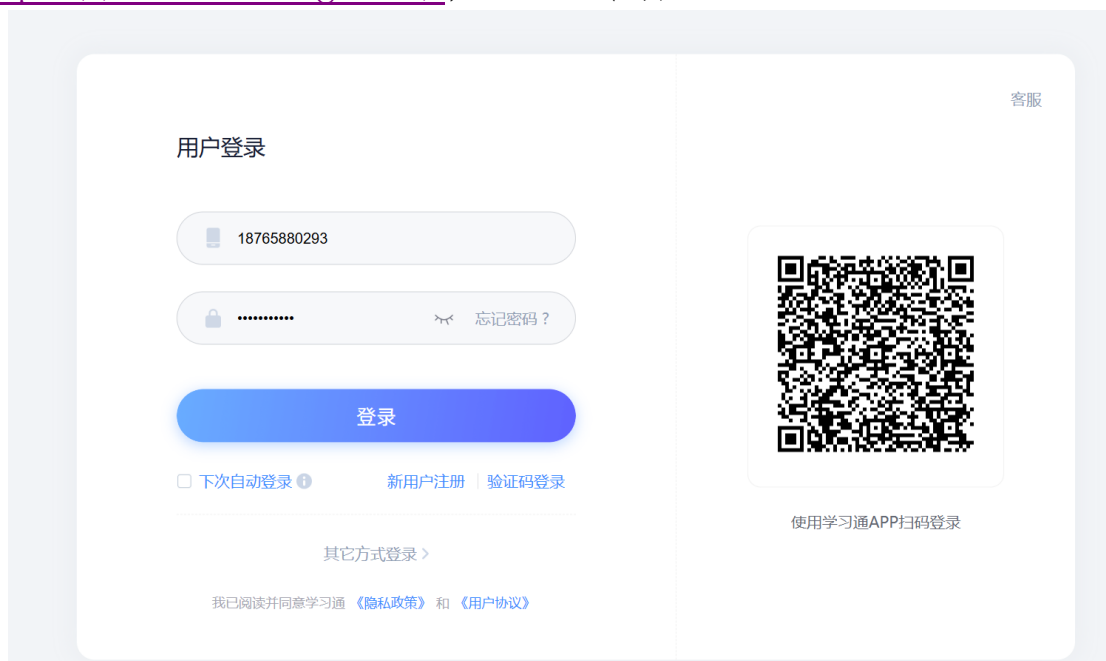 客服
用户登录
18765880293
••••••••••• 忘记密码？
登录
下次自动登录 新用户注册 验证码登录
其它方式登录
我已阅读并同意学习通 《隐私政策》 和 《用户协议》
使用学习通APP扫码登录